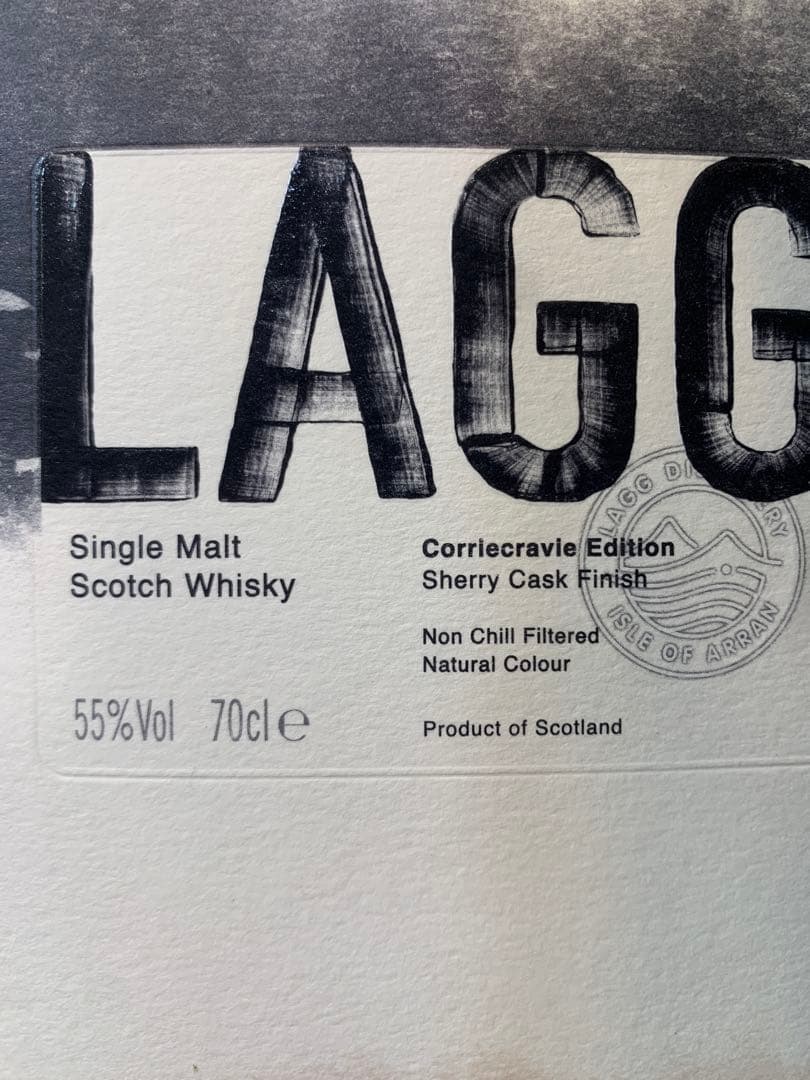 LAGG
Single Malt
Scotch Whisky
55%Vol 70cl e
Corriecravie Edition
Sherry Cask Finish
Non Chill Filtered
Natural Colour
Product of Scotland
LAGG DISTILLERY
ISLE OF ARRAN